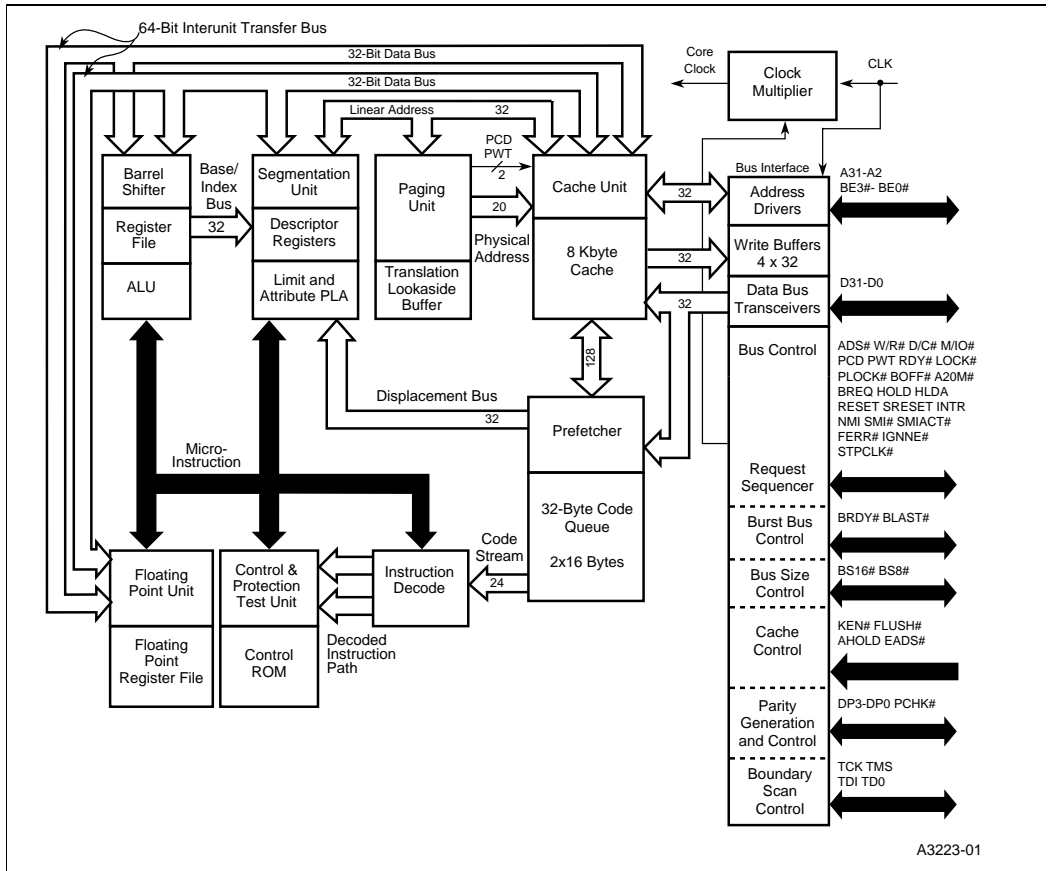 64-Bit Interunit Transfer Bus
32-Bit Data Bus
32-Bit Data Bus
Linear Address
32
Core
Clock
Clock
Multiplier
CLK
PCD
PWT
2
Barrel
Shifter
Register
File
ALU
Base/
Index
Bus
32
Segmentation
Unit
Descriptor
Registers
Limit and
Attribute PLA
Paging
Unit
Translation
Lookaside
Buffer
20
Physical
Address
Cache Unit
8 Kbyte
Cache
32
32
32
Bus Interface
Address
Drivers
Write Buffers
4 x 32
Data Bus
Transceivers
Bus Control
Request
Sequencer
Burst Bus
Control
Bus Size
Control
Cache
Control
Parity
Generation
and Control
Boundary
Scan
Control
A31-A2
BE3#- BE0#
D31-D0
ADS# W/R# D/C# M/IO#
PCD PWT RDY# LOCK#
PLOCK# BOFF# A20M#
BREQ HOLD HLDA
RESET SRESET INTR
NMI SMI# SMIACT#
FERR# IGNNE#
STPCLK#
BRDY# BLAST#
BS16# BS8#
KEN# FLUSH#
AHOLD EADS#
DP3-DP0 PCHK#
TCK TMS
TDI TD0
128
Displacement Bus
32
Prefetcher
32-Byte Code
Queue
2x16 Bytes
Micro-
Instruction
Code
Stream
24
Floating
Point Unit
Floating
Point
Register File
Control &
Protection
Test Unit
Control
ROM
Instruction
Decode
Decoded
Instruction
Path
A3223-01